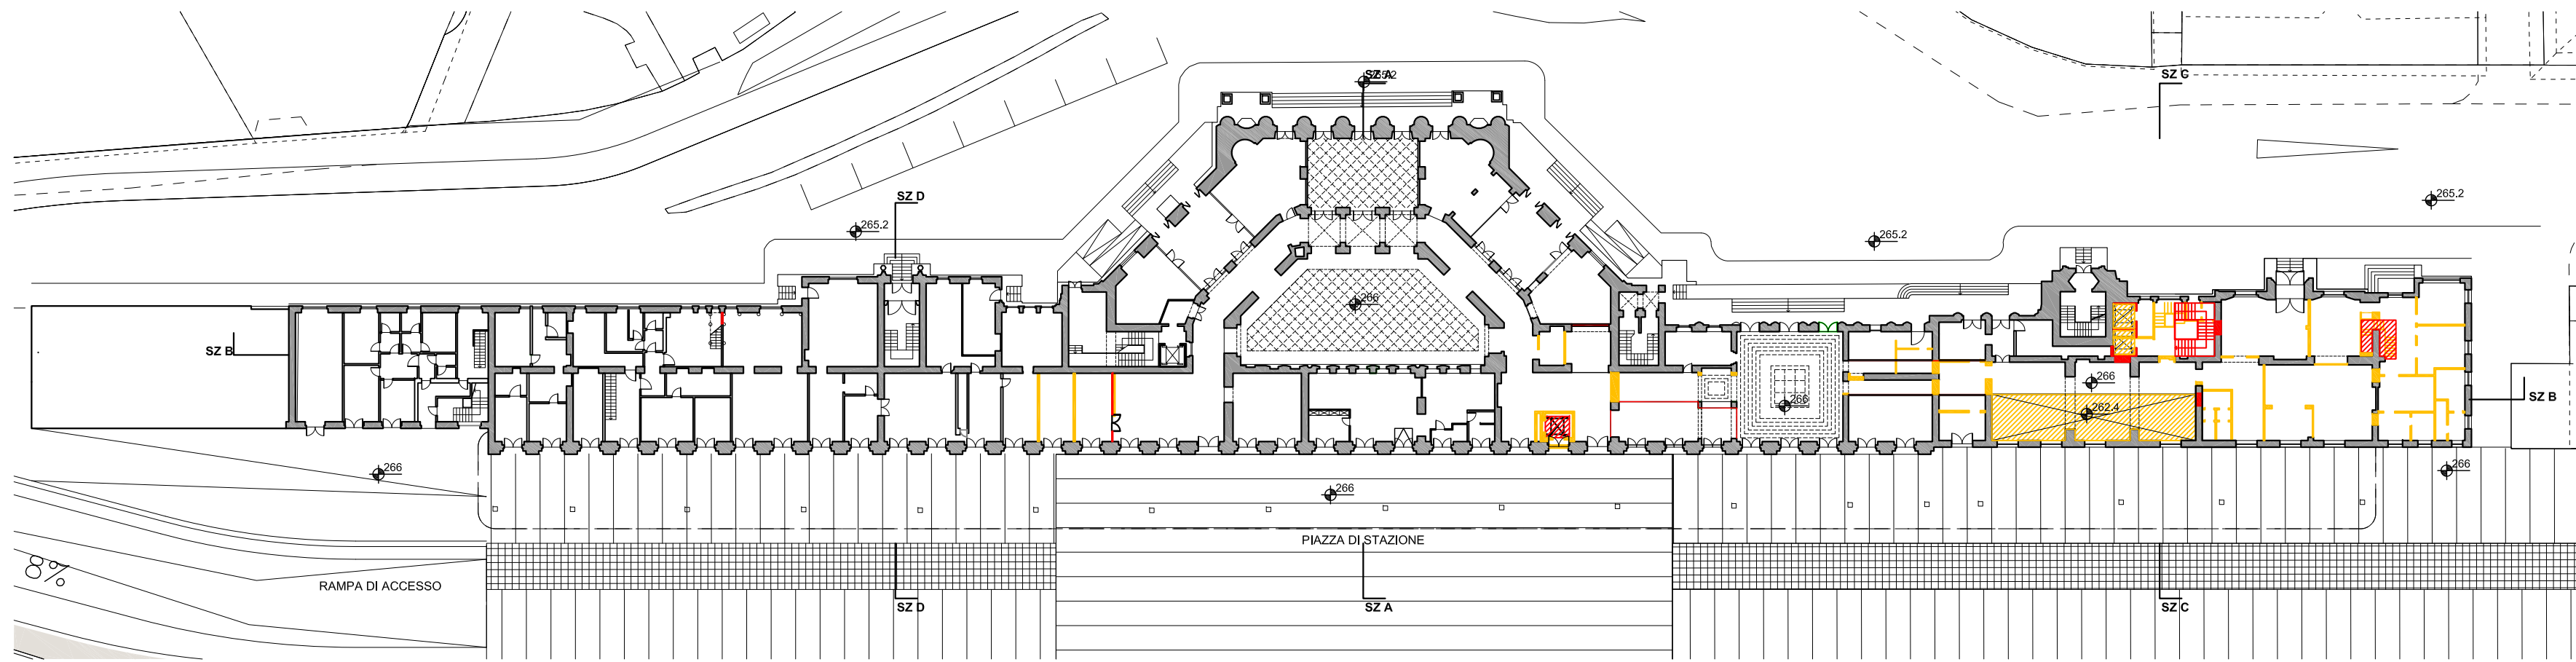 SZ A
SZ C
265.2
SZ D
265.2
265.2
266
SZ B
266
262.4
266
SZ B
266
266
266
PIAZZA DI STAZIONE
8%
RAMPA DI ACCESSO
SZ D
SZ A
SZ C